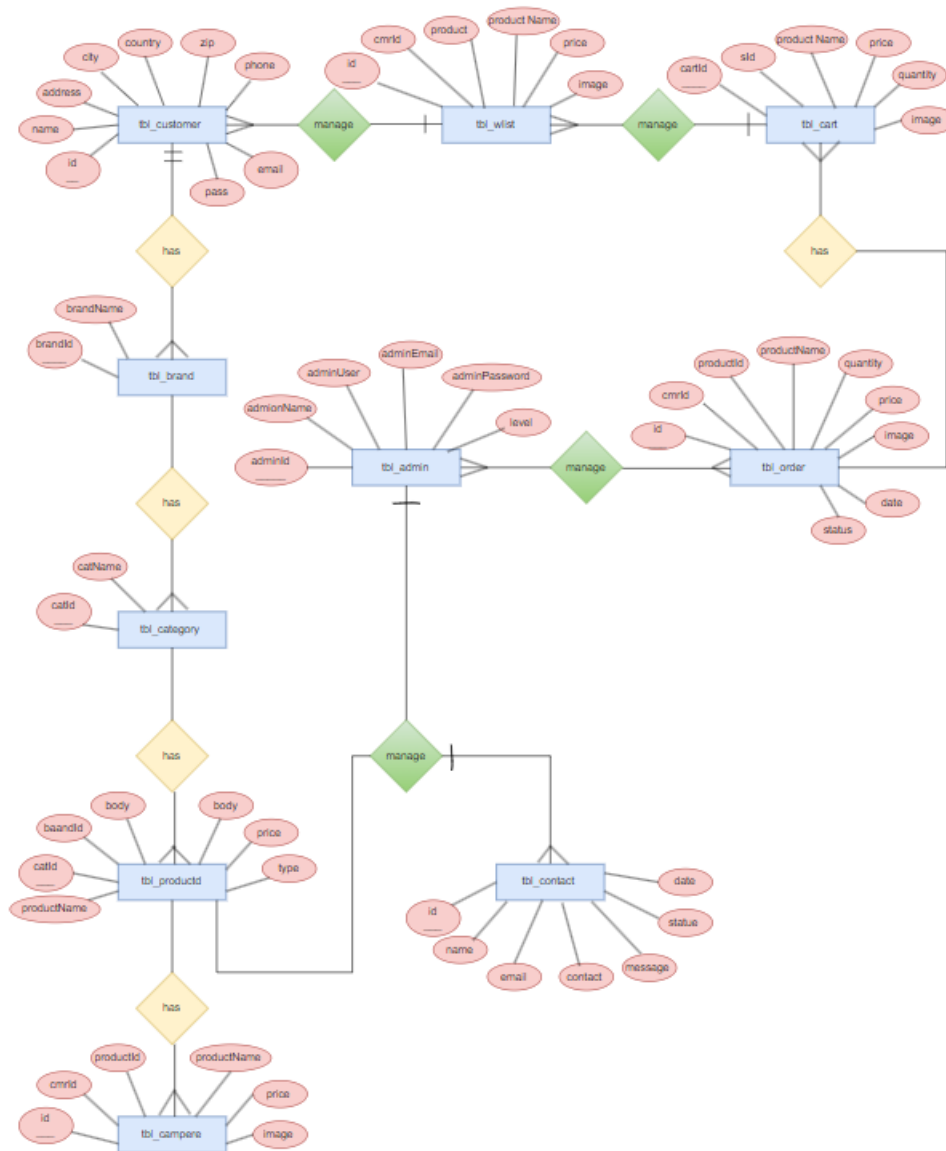 city
country
zip
phone
address
name
id
tbl_customer
email
pass
manage
id
cmrId
product
product Name
price
image
tbl_wlist
manage
cartId
sId
product Name
price
quantity
image
tbl_cart
has
has
brandName
brandId
tbl_brand
has
catName
catId
tbl_category
has
adminEmail
adminUser
adminPassword
admionName
level
adminId
tbl_admin
manage
productName
productId
quantity
cmrId
price
id
image
tbl_order
date
status
manage
body
body
baandId
price
catId
type
tbl_productd
productName
tbl_contact
date
id
statue
name
message
email
contact
has
productId
productName
cmrId
price
id
image
tbl_campere